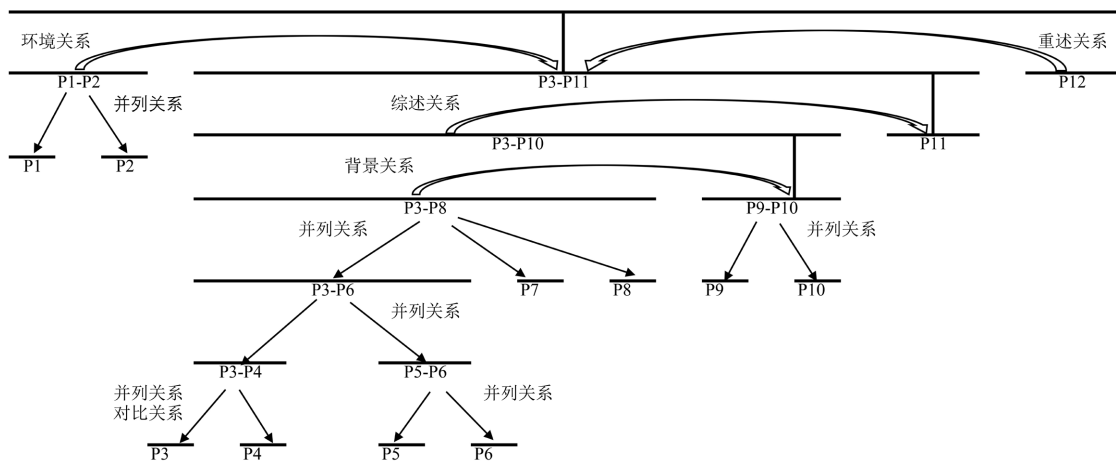 环境关系
重述关系
P1-P2
P3-P11
P12
并列关系
综述关系
P1
P2
P3-P10
P11
背景关系
P3-P8
P9-P10
并列关系
并列关系
P3-P6
P7
P8
P9
P10
并列关系
P3-P4
P5-P6
并列关系
对比关系
并列关系
P3
P4
P5
P6